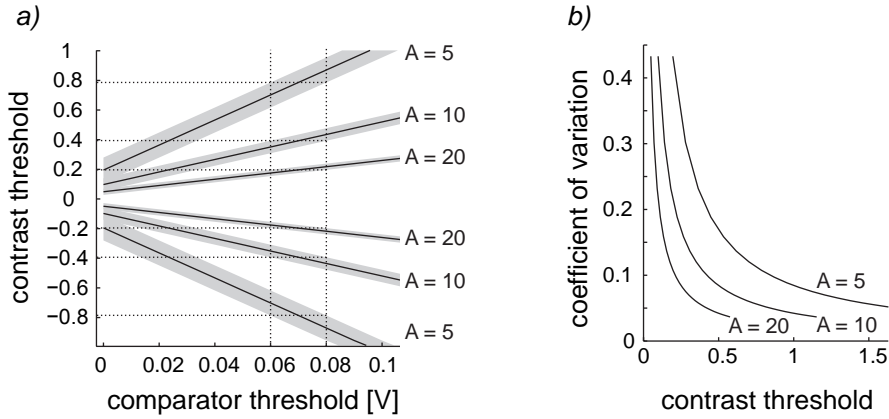 a)
contrast threshold
1
0.8
0.6
0.4
0.2
0
−0.2
−0.4
−0.6
−0.8
A = 5
A = 10
A = 20
A = 20
A = 10
A = 5
0 0.02 0.04 0.06 0.08 0.1
comparator threshold [V]
b)
coefficient of variation
0.4
0.3
0.2
0.1
0
A = 5
A = 20 A = 10
0 0.5 1 1.5
contrast threshold